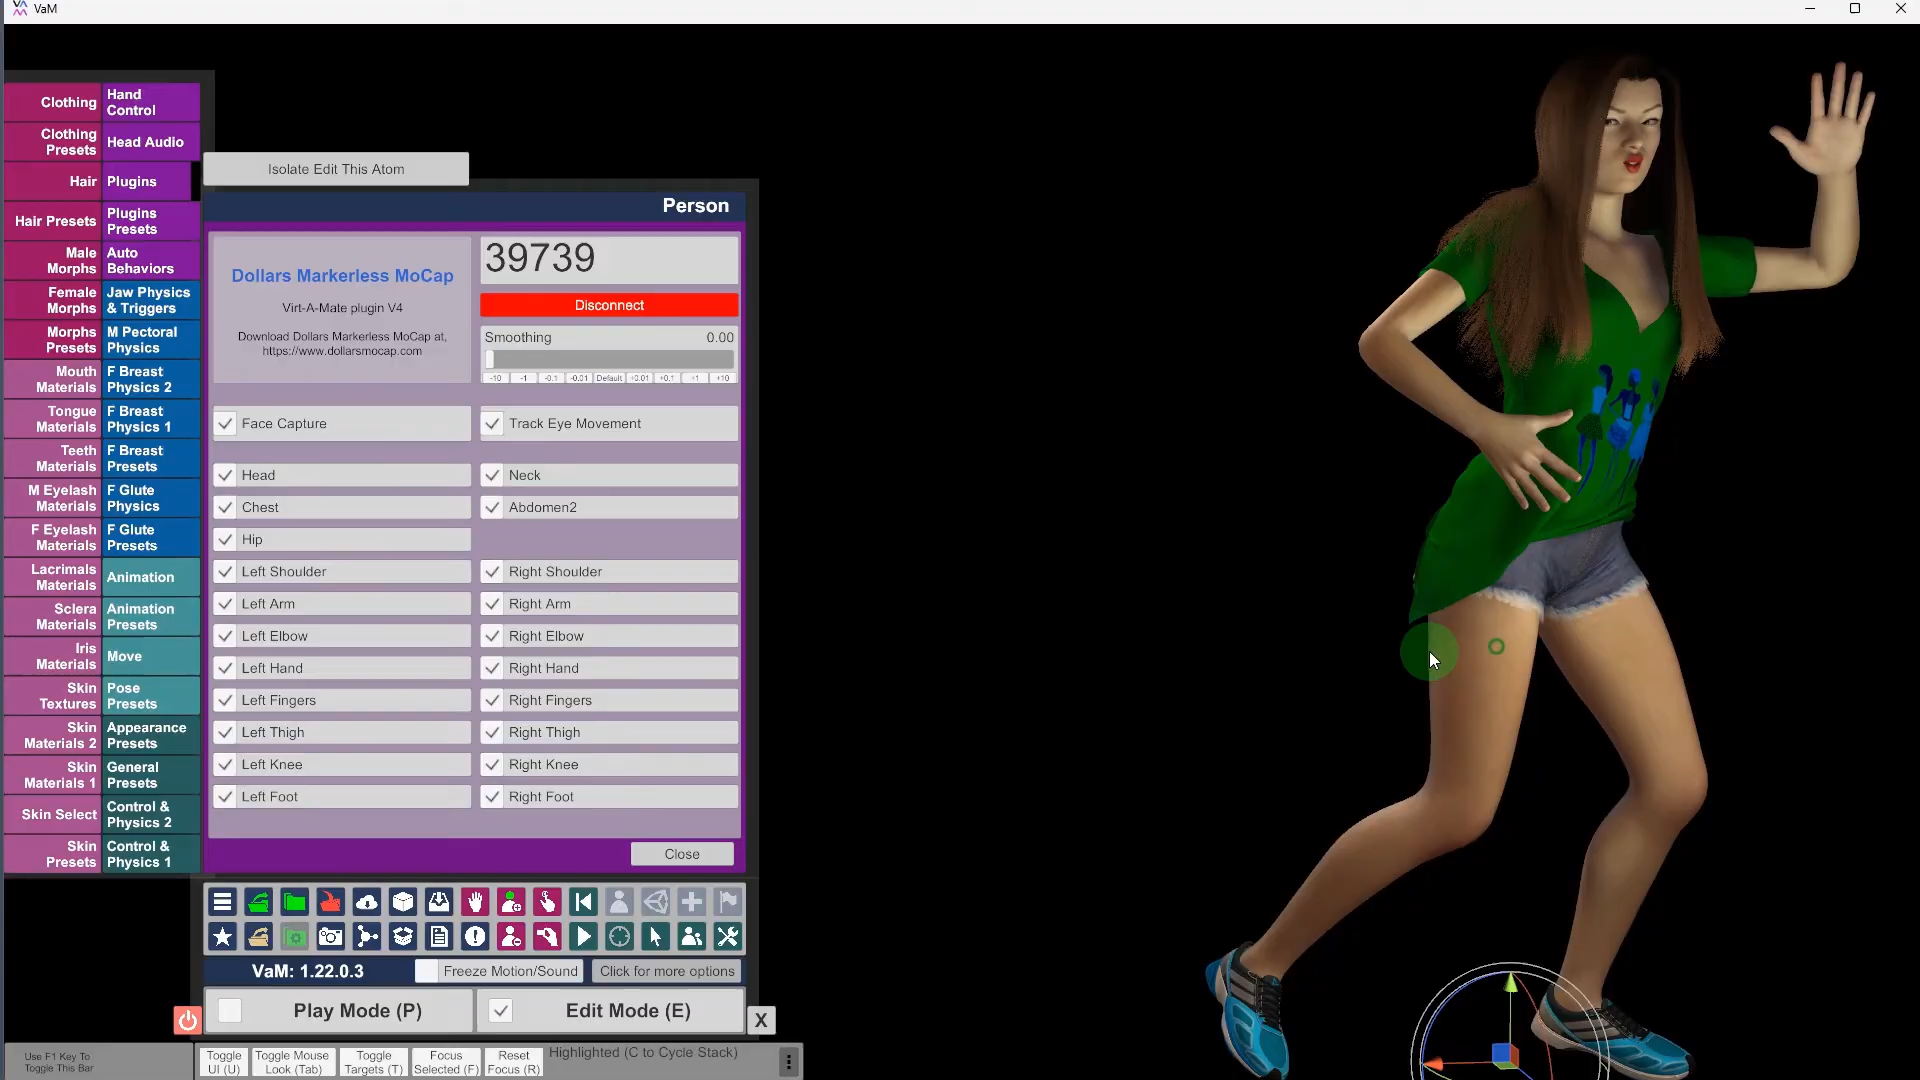 VaM
Clothing
Hand
Control
Clothing
Presets
Head Audio
Hair
Plugins
Hair Presets
Plugins
Presets
Male
Morphs
Auto
Behaviors
Female
Morphs
Jaw Physics
& Triggers
Morphs
Presets
M Pectoral
Physics
Mouth
Materials
F Breast
Physics 2
Tongue
Materials
F Breast
Physics 1
Teeth
Materials
F Breast
Presets
M Eyelash
Materials
F Glute
Physics
F Eyelash
Materials
F Glute
Presets
Lacrimals
Materials
Animation
Sclera
Materials
Animation
Presets
Iris
Materials
Move
Skin
Textures
Pose
Presets
Skin
Materials 2
Appearance
Presets
Skin
Materials 1
General
Presets
Skin Select
Control &
Physics 2
Skin
Presets
Control &
Physics 1
Isolate Edit This Atom
Person
Dollars Markerless MoCap
Virt-A-Mate plugin V4
Download Dollars Markerless MoCap at,
https://www.dollarsmocap.com
39739
Disconnect
Smoothing 0.00
-10 -1 -0.1 -0.01 Default +0.01 +0.1 +1 +10
Face Capture
Track Eye Movement
Head
Neck
Chest
Abdomen2
Hip
Left Shoulder
Right Shoulder
Left Arm
Right Arm
Left Elbow
Right Elbow
Left Hand
Right Hand
Left Fingers
Right Fingers
Left Thigh
Right Thigh
Left Knee
Right Knee
Left Foot
Right Foot
Close
VaM: 1.22.0.3
Freeze Motion/Sound
Click for more options
Play Mode (P)
Edit Mode (E)
X
Use F1 Key To
Toggle This Bar
Toggle
UI (U)
Toggle Mouse
Look (Tab)
Toggle
Targets (T)
Focus
Selected (F)
Reset
Focus (R)
Highlighted (C to Cycle Stack)